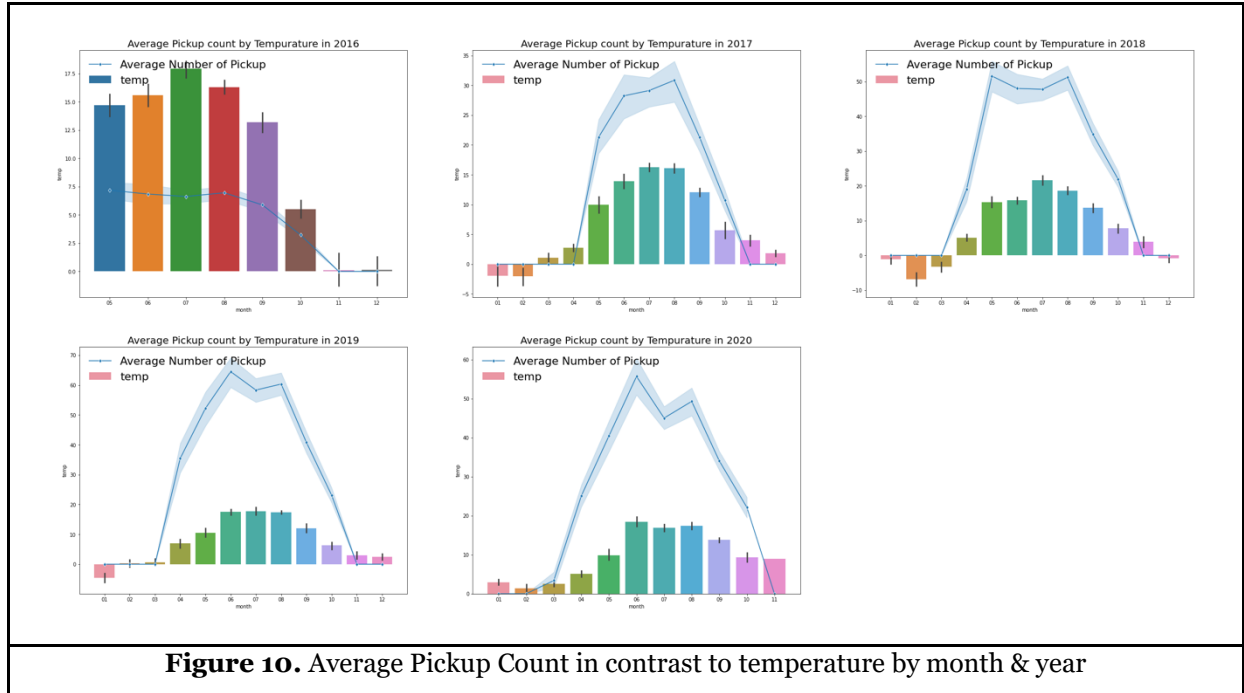 Average Pickup count by Tempurature in 2016
Average Number of Pickup
temp
17.5
15.0
12.5
10.0
7.5
5.0
2.5
0.0
temp
05 06 07 08 09 10 11 12
month
Average Pickup count by Tempurature in 2017
Average Number of Pickup
temp
35
30
25
20
15
10
5
0
−5
temp
01 02 03 04 05 06 07 08 09 10 11 12
month
Average Pickup count by Tempurature in 2018
Average Number of Pickup
temp
50
40
30
20
10
0
−10
temp
01 02 03 04 05 06 07 08 09 10 11 12
month
Average Pickup count by Tempurature in 2019
Average Number of Pickup
temp
70
60
50
40
30
20
10
0
temp
01 02 03 04 05 06 07 08 09 10 11 12
month
Average Pickup count by Tempurature in 2020
Average Number of Pickup
temp
60
50
40
30
20
10
0
temp
01 02 03 04 05 06 07 08 09 10 11
month
Figure 10. Average Pickup Count in contrast to temperature by month & year